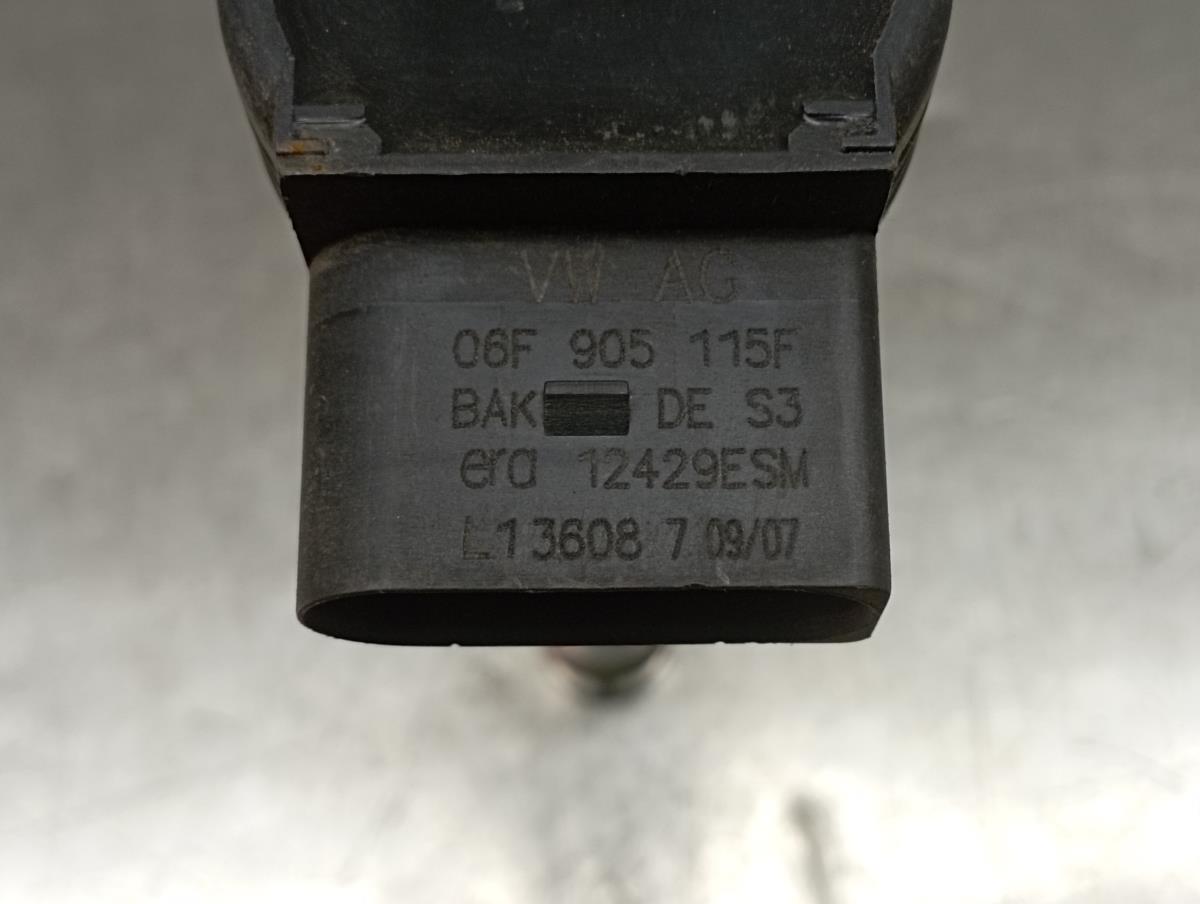 VW AG
06F 905 115F
BAK DE S3
era 12429ESM
L13608 7 09/07